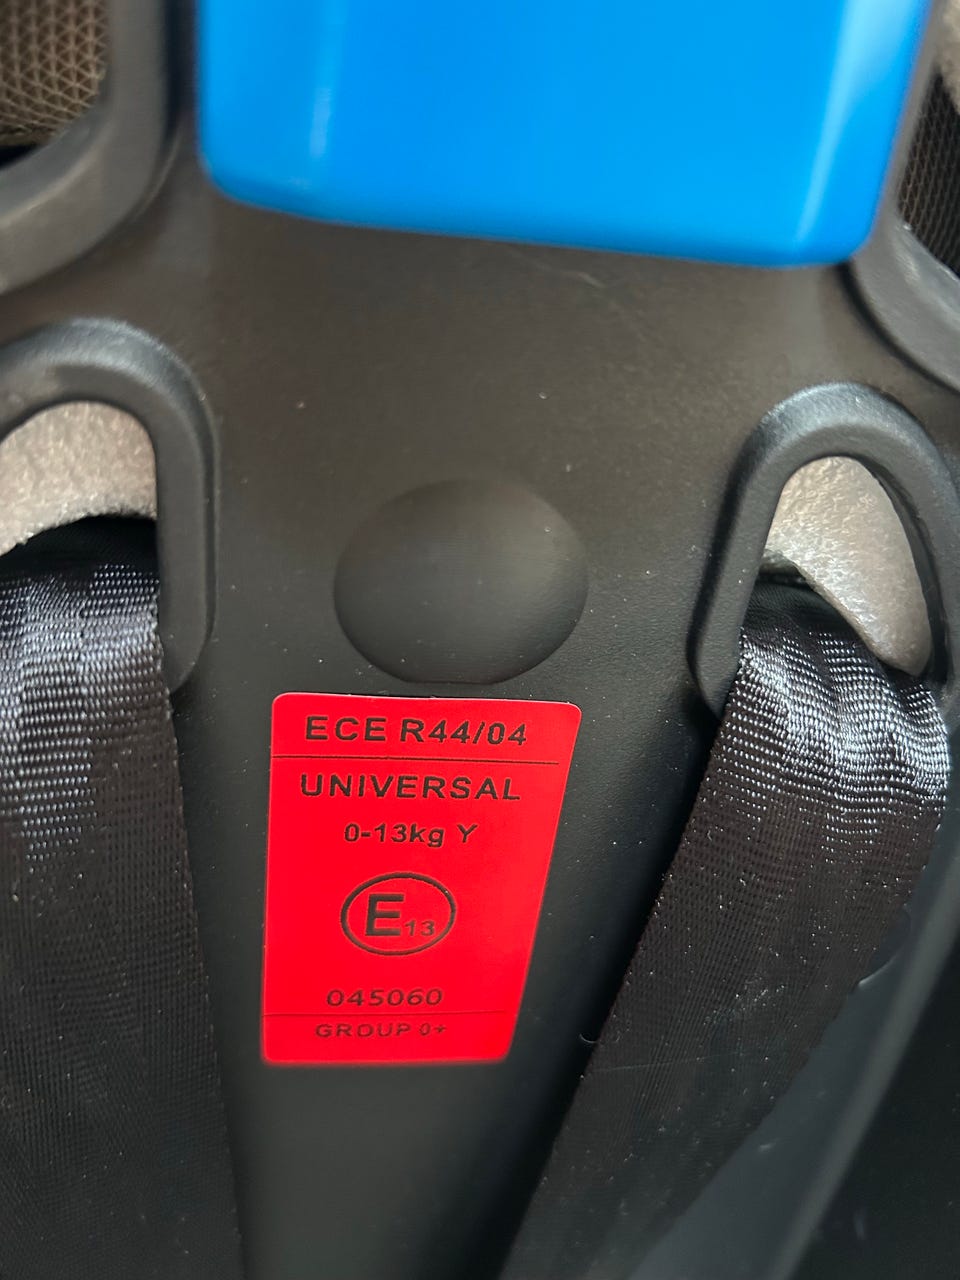 ECE R44/04
UNIVERSAL
0-13kg Y
E13
045060
GROUP 0+